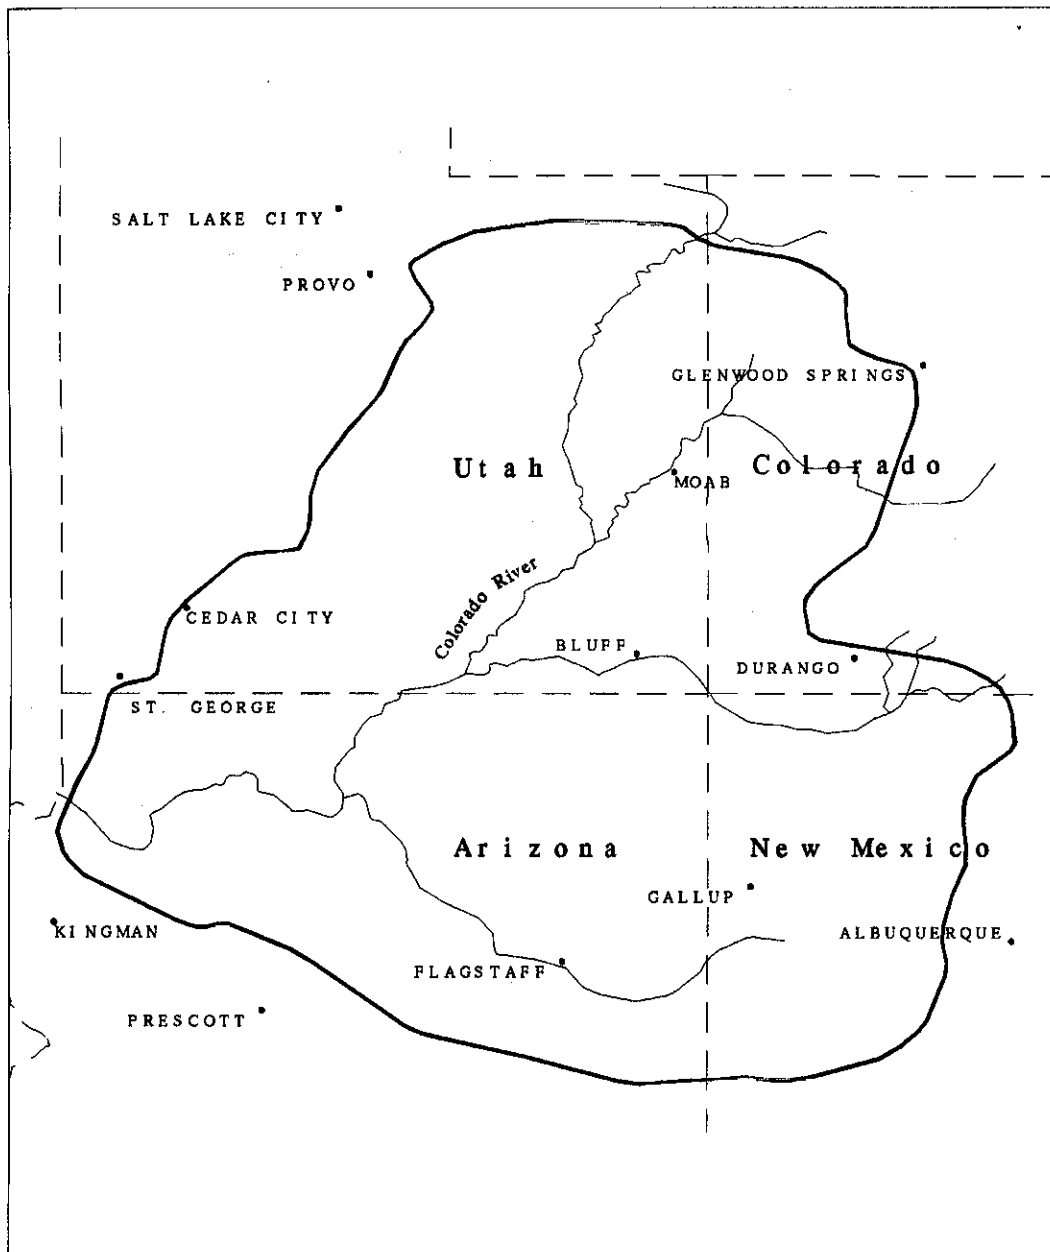 SALT LAKE CITY
PROVO
GLENWOOD SPRINGS
Utah
Colorado
MOAB
Colorado River
CEDAR CITY
BLUFF
DURANGO
ST. GEORGE
Arizona
New Mexico
GALLUP
KINGMAN
ALBUQUERQUE
FLAGSTAFF
PRESCOTT